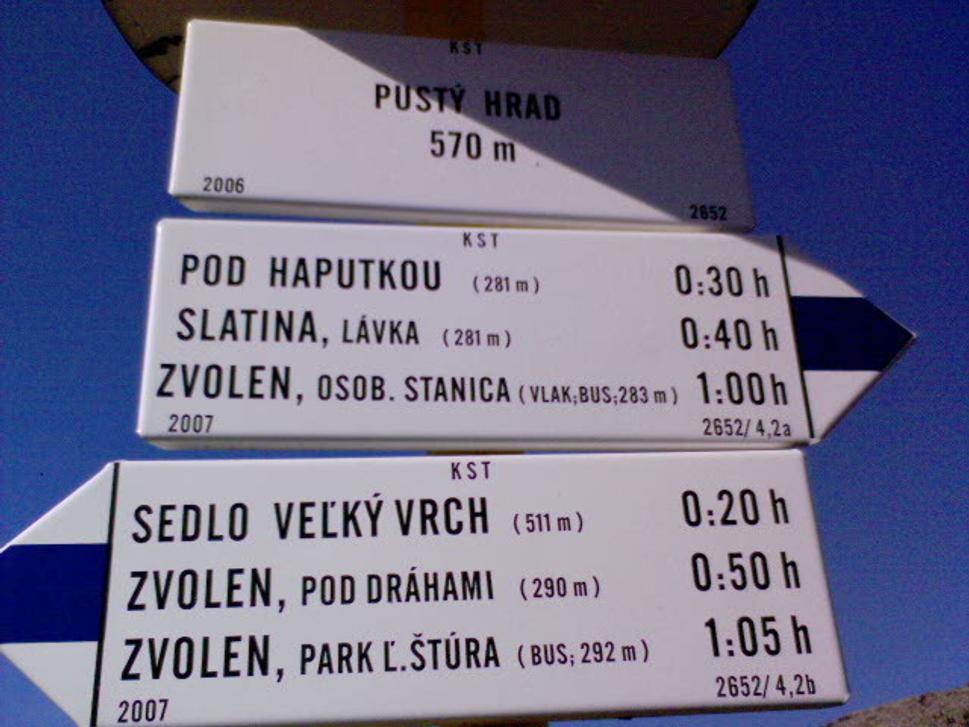 KST
PUSTÝ HRAD
570 m
2006 2652
KST
POD HAPUTKOU (281 m) 0:30 h
SLATINA, LÁVKA (281 m) 0:40 h
ZVOLEN, OSOB. STANICA (VLAK;BUS;283 m) 1:00 h
2007 2652/4,2a
KST
SEDLO VEĽKÝ VRCH (511 m) 0:20 h
ZVOLEN, POD DRÁHAMI (290 m) 0:50 h
ZVOLEN, PARK Ľ.ŠTÚRA (BUS; 292 m) 1:05 h
2007 2652/4,2b